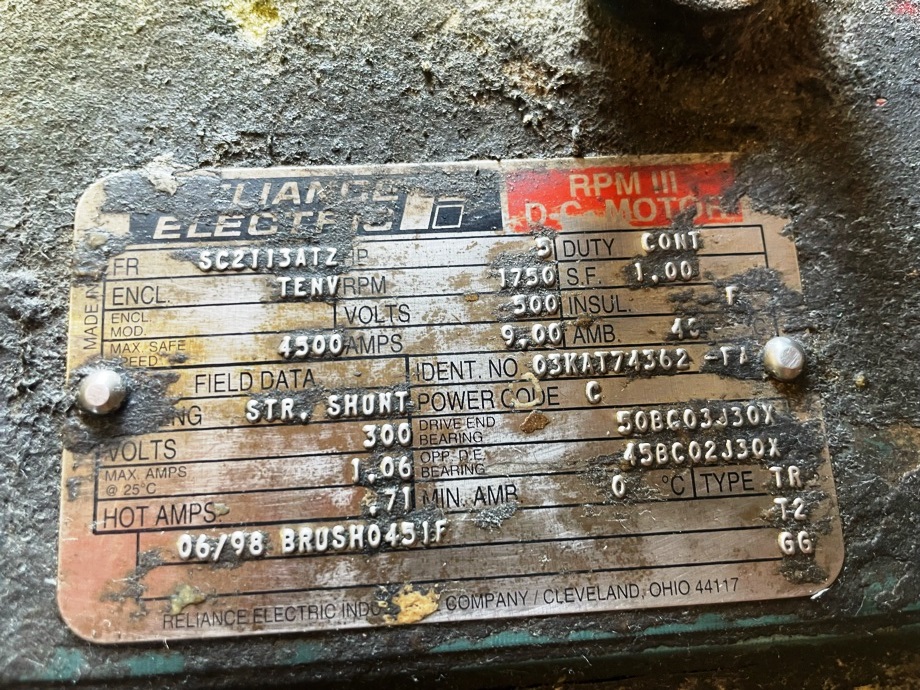 RELIANCE ELECTRIC
RPM III
D-C MOTOR
MADE IN
FR SC2113ATZ HP 5 DUTY CONT
ENCL. TENV RPM 1750 S.F. 1.00
ENCL. MOD. VOLTS 500 INSUL. F
MAX. SAFE SPEED 4500 AMPS 9.00 AMB.
FIELD DATA IDENT. NO. 03KAT74362
STR. SHUNT POWER CODE C
VOLTS 300 DRIVE END BEARING 50BC03J30X
MAX. AMPS @ 25°C 1.06 OPP. D.E. BEARING 45BC02J30X
HOT AMPS. .71 MIN. AMB. 0 °C TYPE TR
T2
06/98 BRUSH0451F GG
RELIANCE ELECTRIC COMPANY / CLEVELAND, OHIO 44117